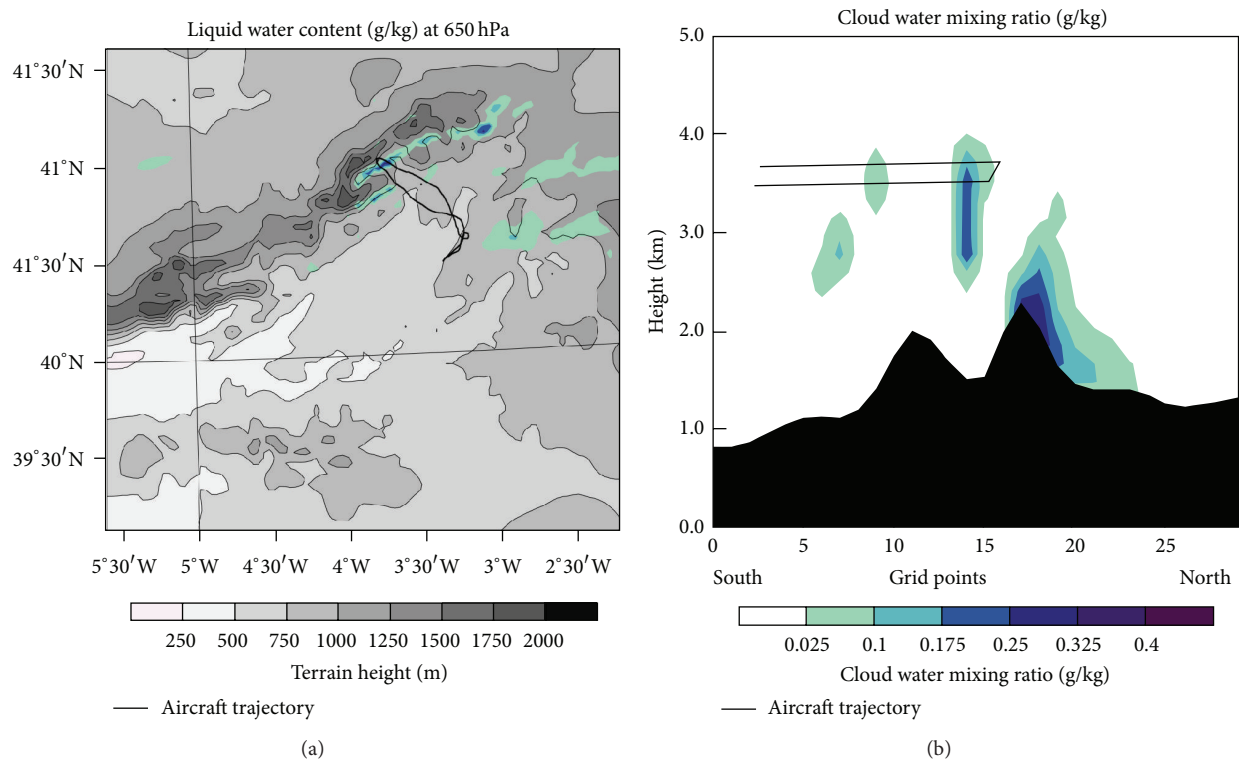 Liquid water content (g/kg) at 650 hPa
41°30′N
41°N
41°30′N
40°N
39°30′N
5°30′W 5°W 4°30′W 4°W 3°30′W 3°W 2°30′W
250 500 750 1000 1250 1500 1750 2000
Terrain height (m)
Aircraft trajectory
(a)
Cloud water mixing ratio (g/kg)
5.0
4.0
3.0
2.0
1.0
0.0
Height (km)
0 5 10 15 20 25
South Grid points North
0.025 0.1 0.175 0.25 0.325 0.4
Cloud water mixing ratio (g/kg)
Aircraft trajectory
(b)